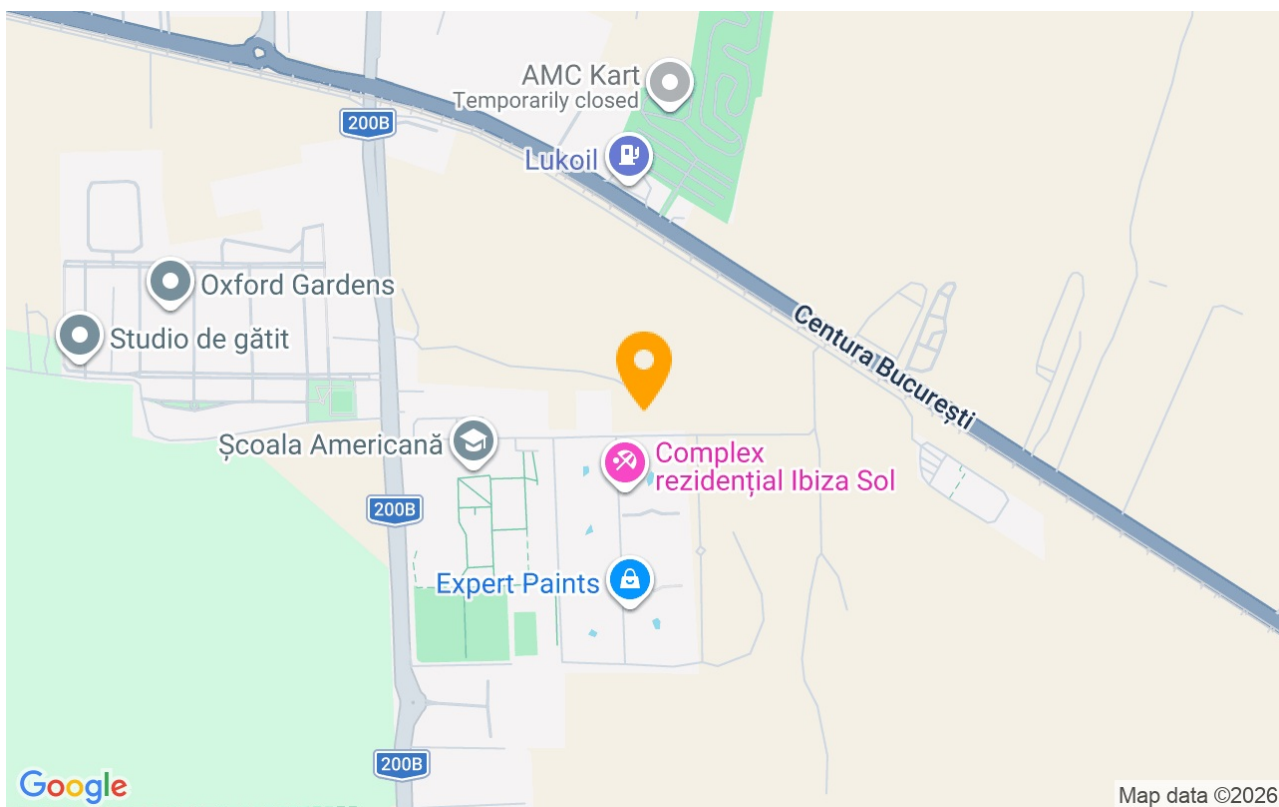 AMC Kart
Temporarily closed
200B
Lukoil
Oxford Gardens
Studio de gătit
Centura București
Școala Americană
Complex
rezidențial Ibiza Sol
200B
Expert Paints
200B
Google
Map data ©2026